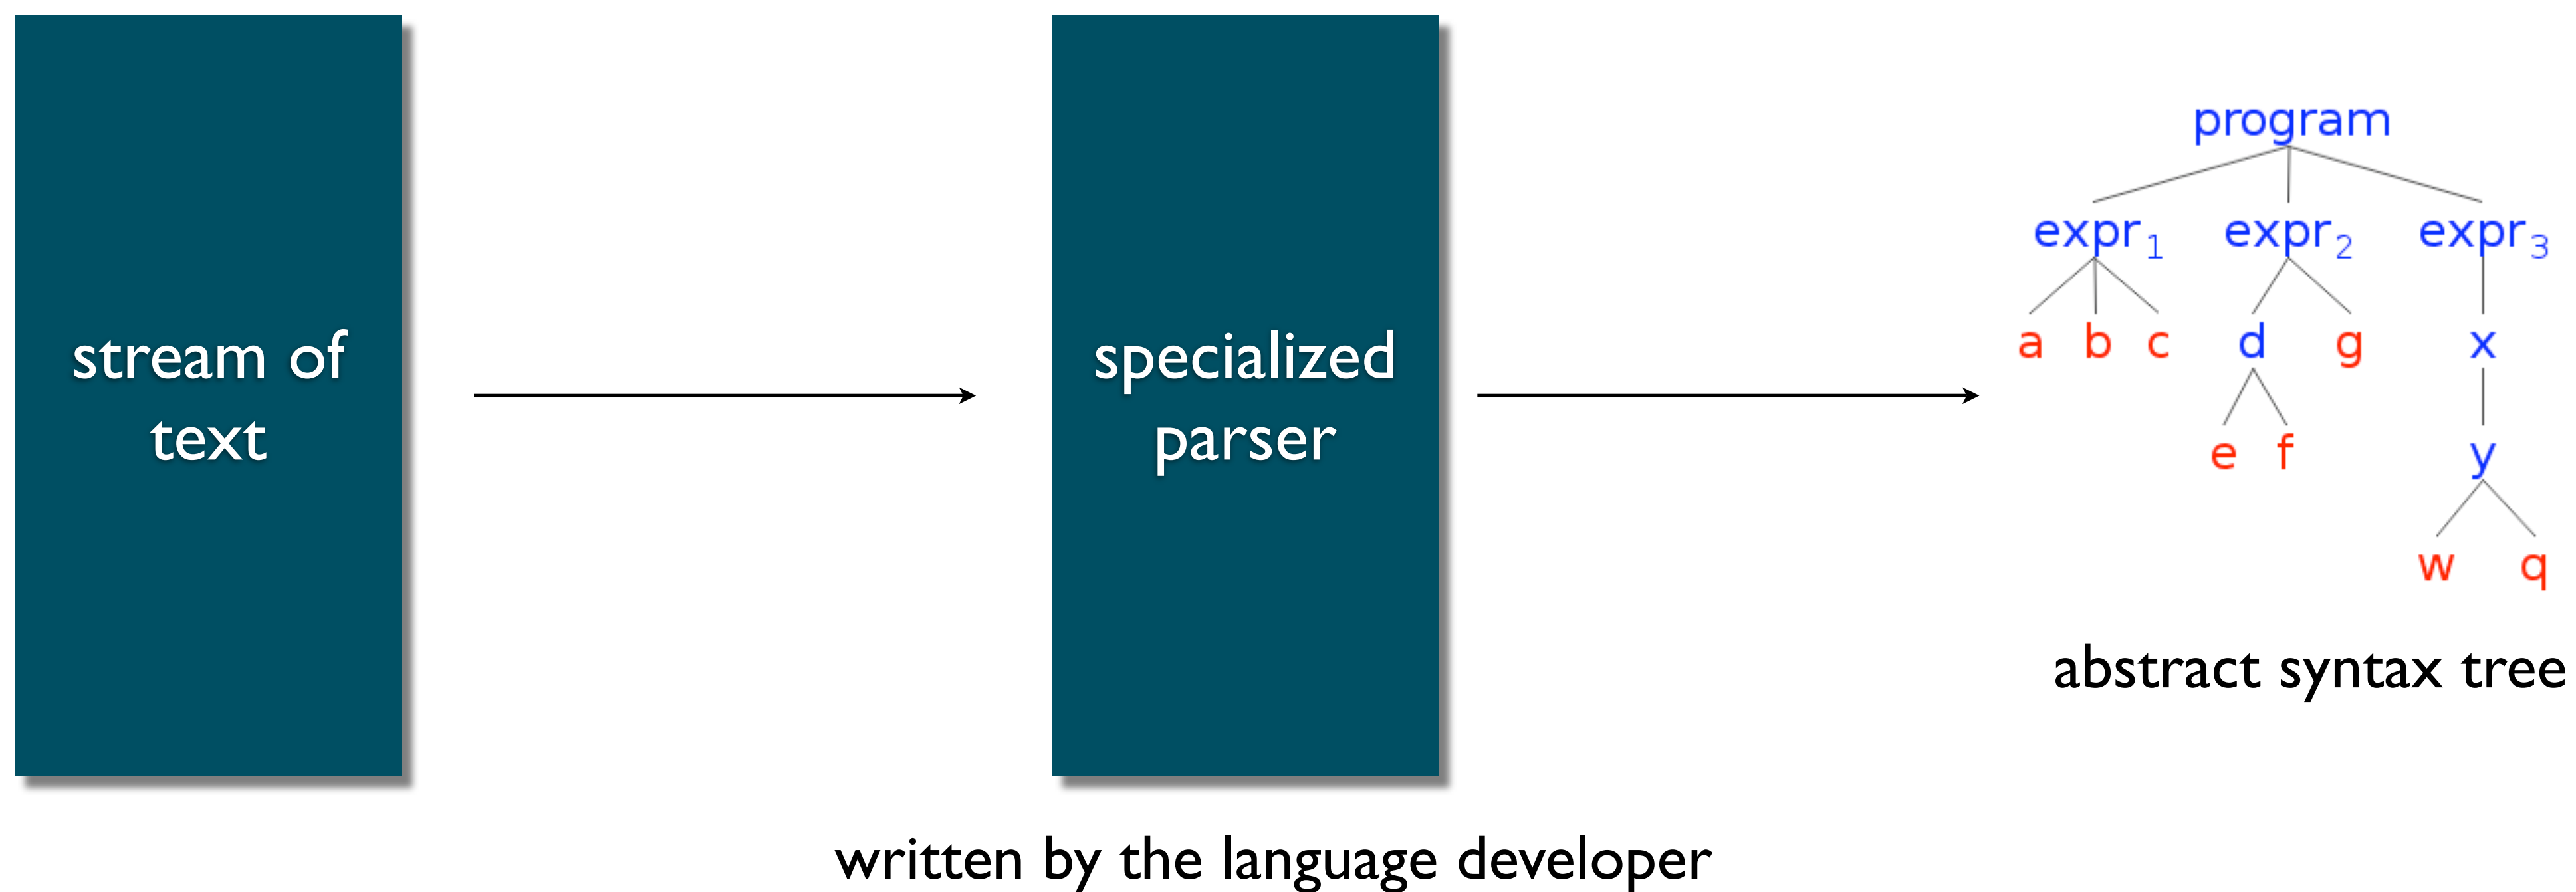 stream of
text
specialized
parser
program
expr1 expr2 expr3
a b c d g x
e f y
w q
abstract syntax tree
written by the language developer